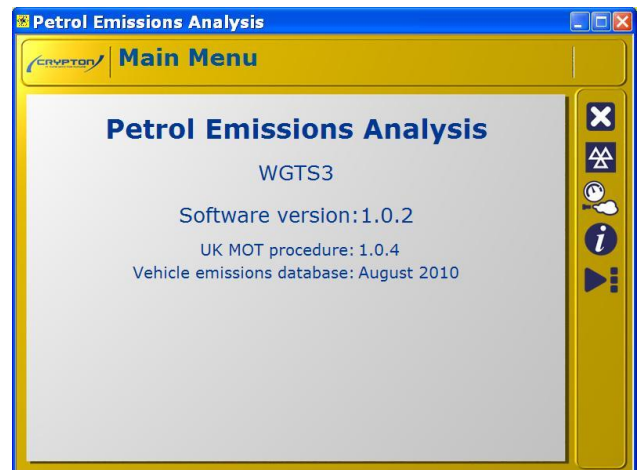 Petrol Emissions Analysis
CRYPTON
Main Menu
Petrol Emissions Analysis
WGTS3
Software version:1.0.2
UK MOT procedure: 1.0.4
Vehicle emissions database: August 2010
i